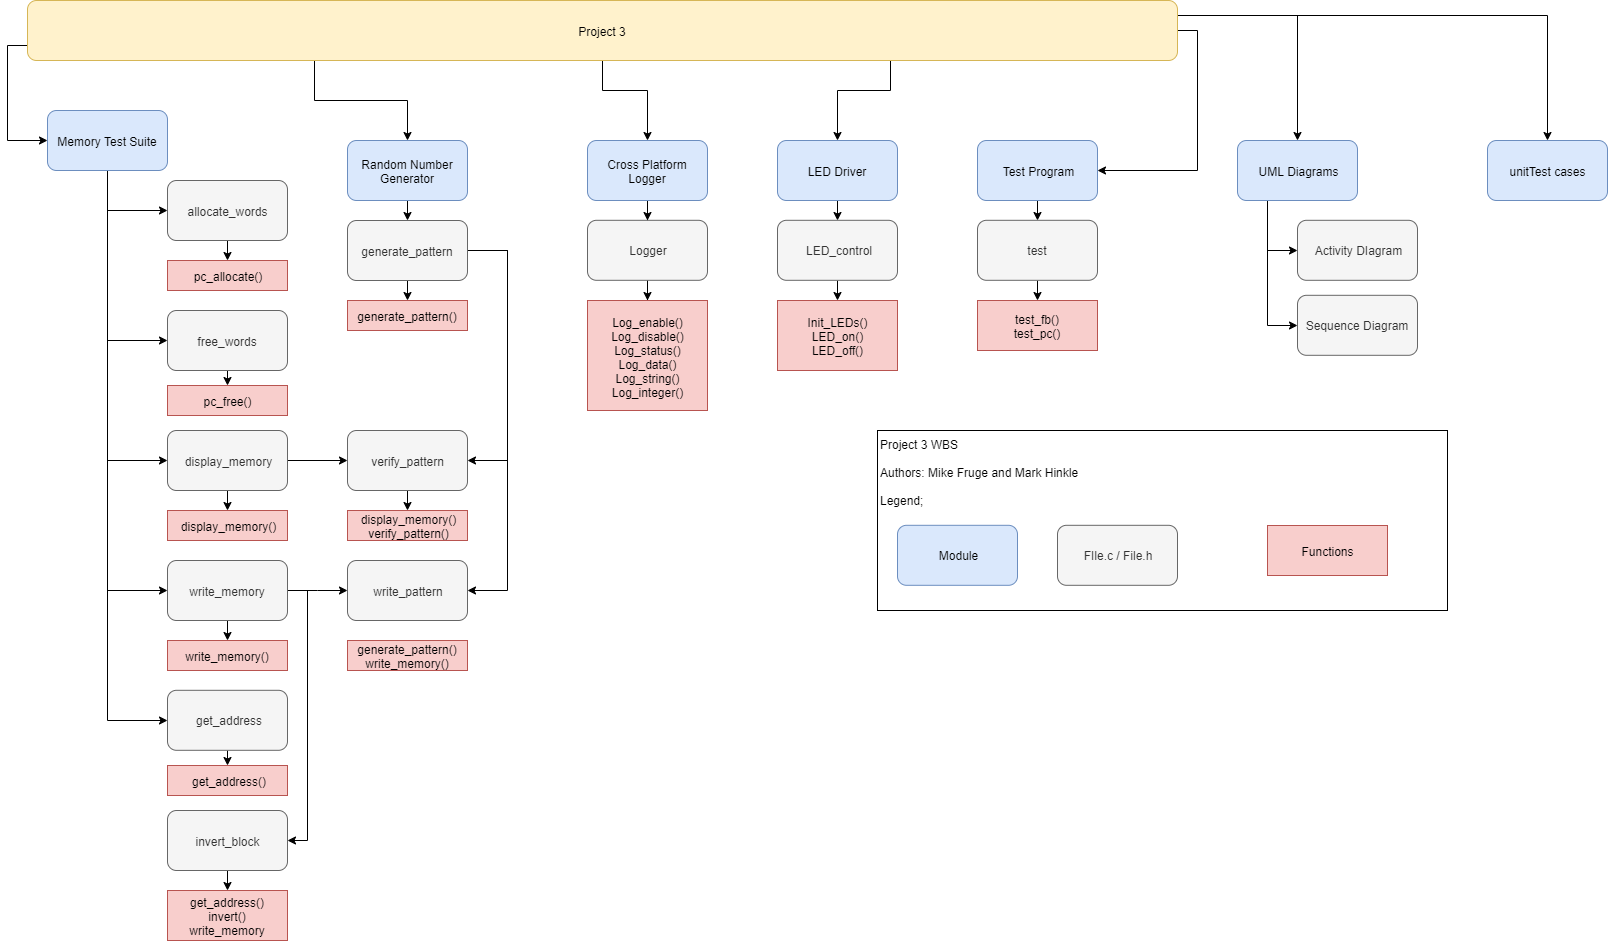 Project 3
Memory Test Suite
allocate_words
pc_allocate()
free_words
pc_free()
display_memory
display_memory()
write_memory
write_memory()
get_address
get_address()
invert_block
get_address()
invert()
write_memory
Random Number
Generator
generate_pattern
generate_pattern()
verify_pattern
display_memory()
verify_pattern()
write_pattern
generate_pattern()
write_memory()
Cross Platform
Logger
Logger
Log_enable()
Log_disable()
Log_status()
Log_data()
Log_string()
Log_integer()
LED Driver
LED_control
Init_LEDs()
LED_on()
LED_off()
Test Program
test
test_fb()
test_pc()
UML Diagrams
Activity DIagram
Sequence Diagram
unitTest cases
Project 3 WBS
Authors: Mike Fruge and Mark Hinkle
Legend;
Module
FIle.c / File.h
Functions